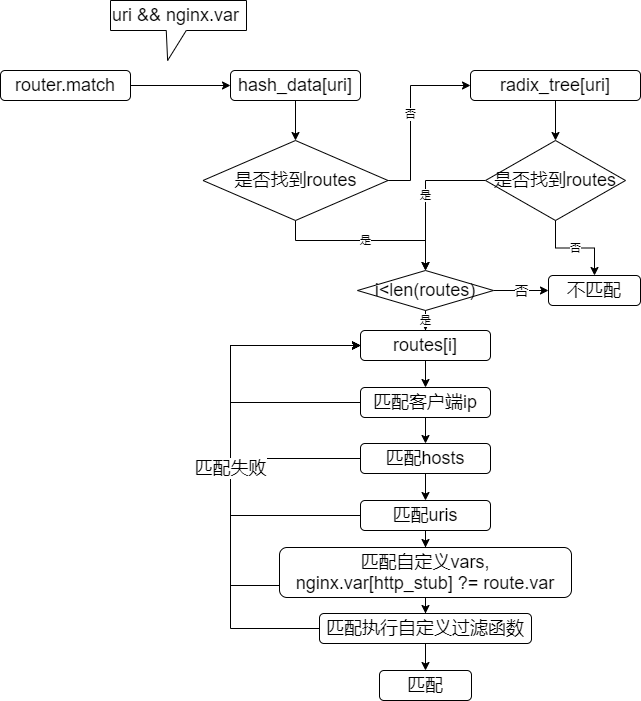 uri && nginx.var
router.match
hash_data[uri]
radix_tree[uri]
否
是否找到routes
是否找到routes
是
是
否
i<len(routes)
否
不匹配
是
routes[i]
匹配客户端ip
匹配hosts
匹配失败
匹配uris
匹配自定义vars,
nginx.var[http_stub] ?= route.var
匹配执行自定义过滤函数
匹配